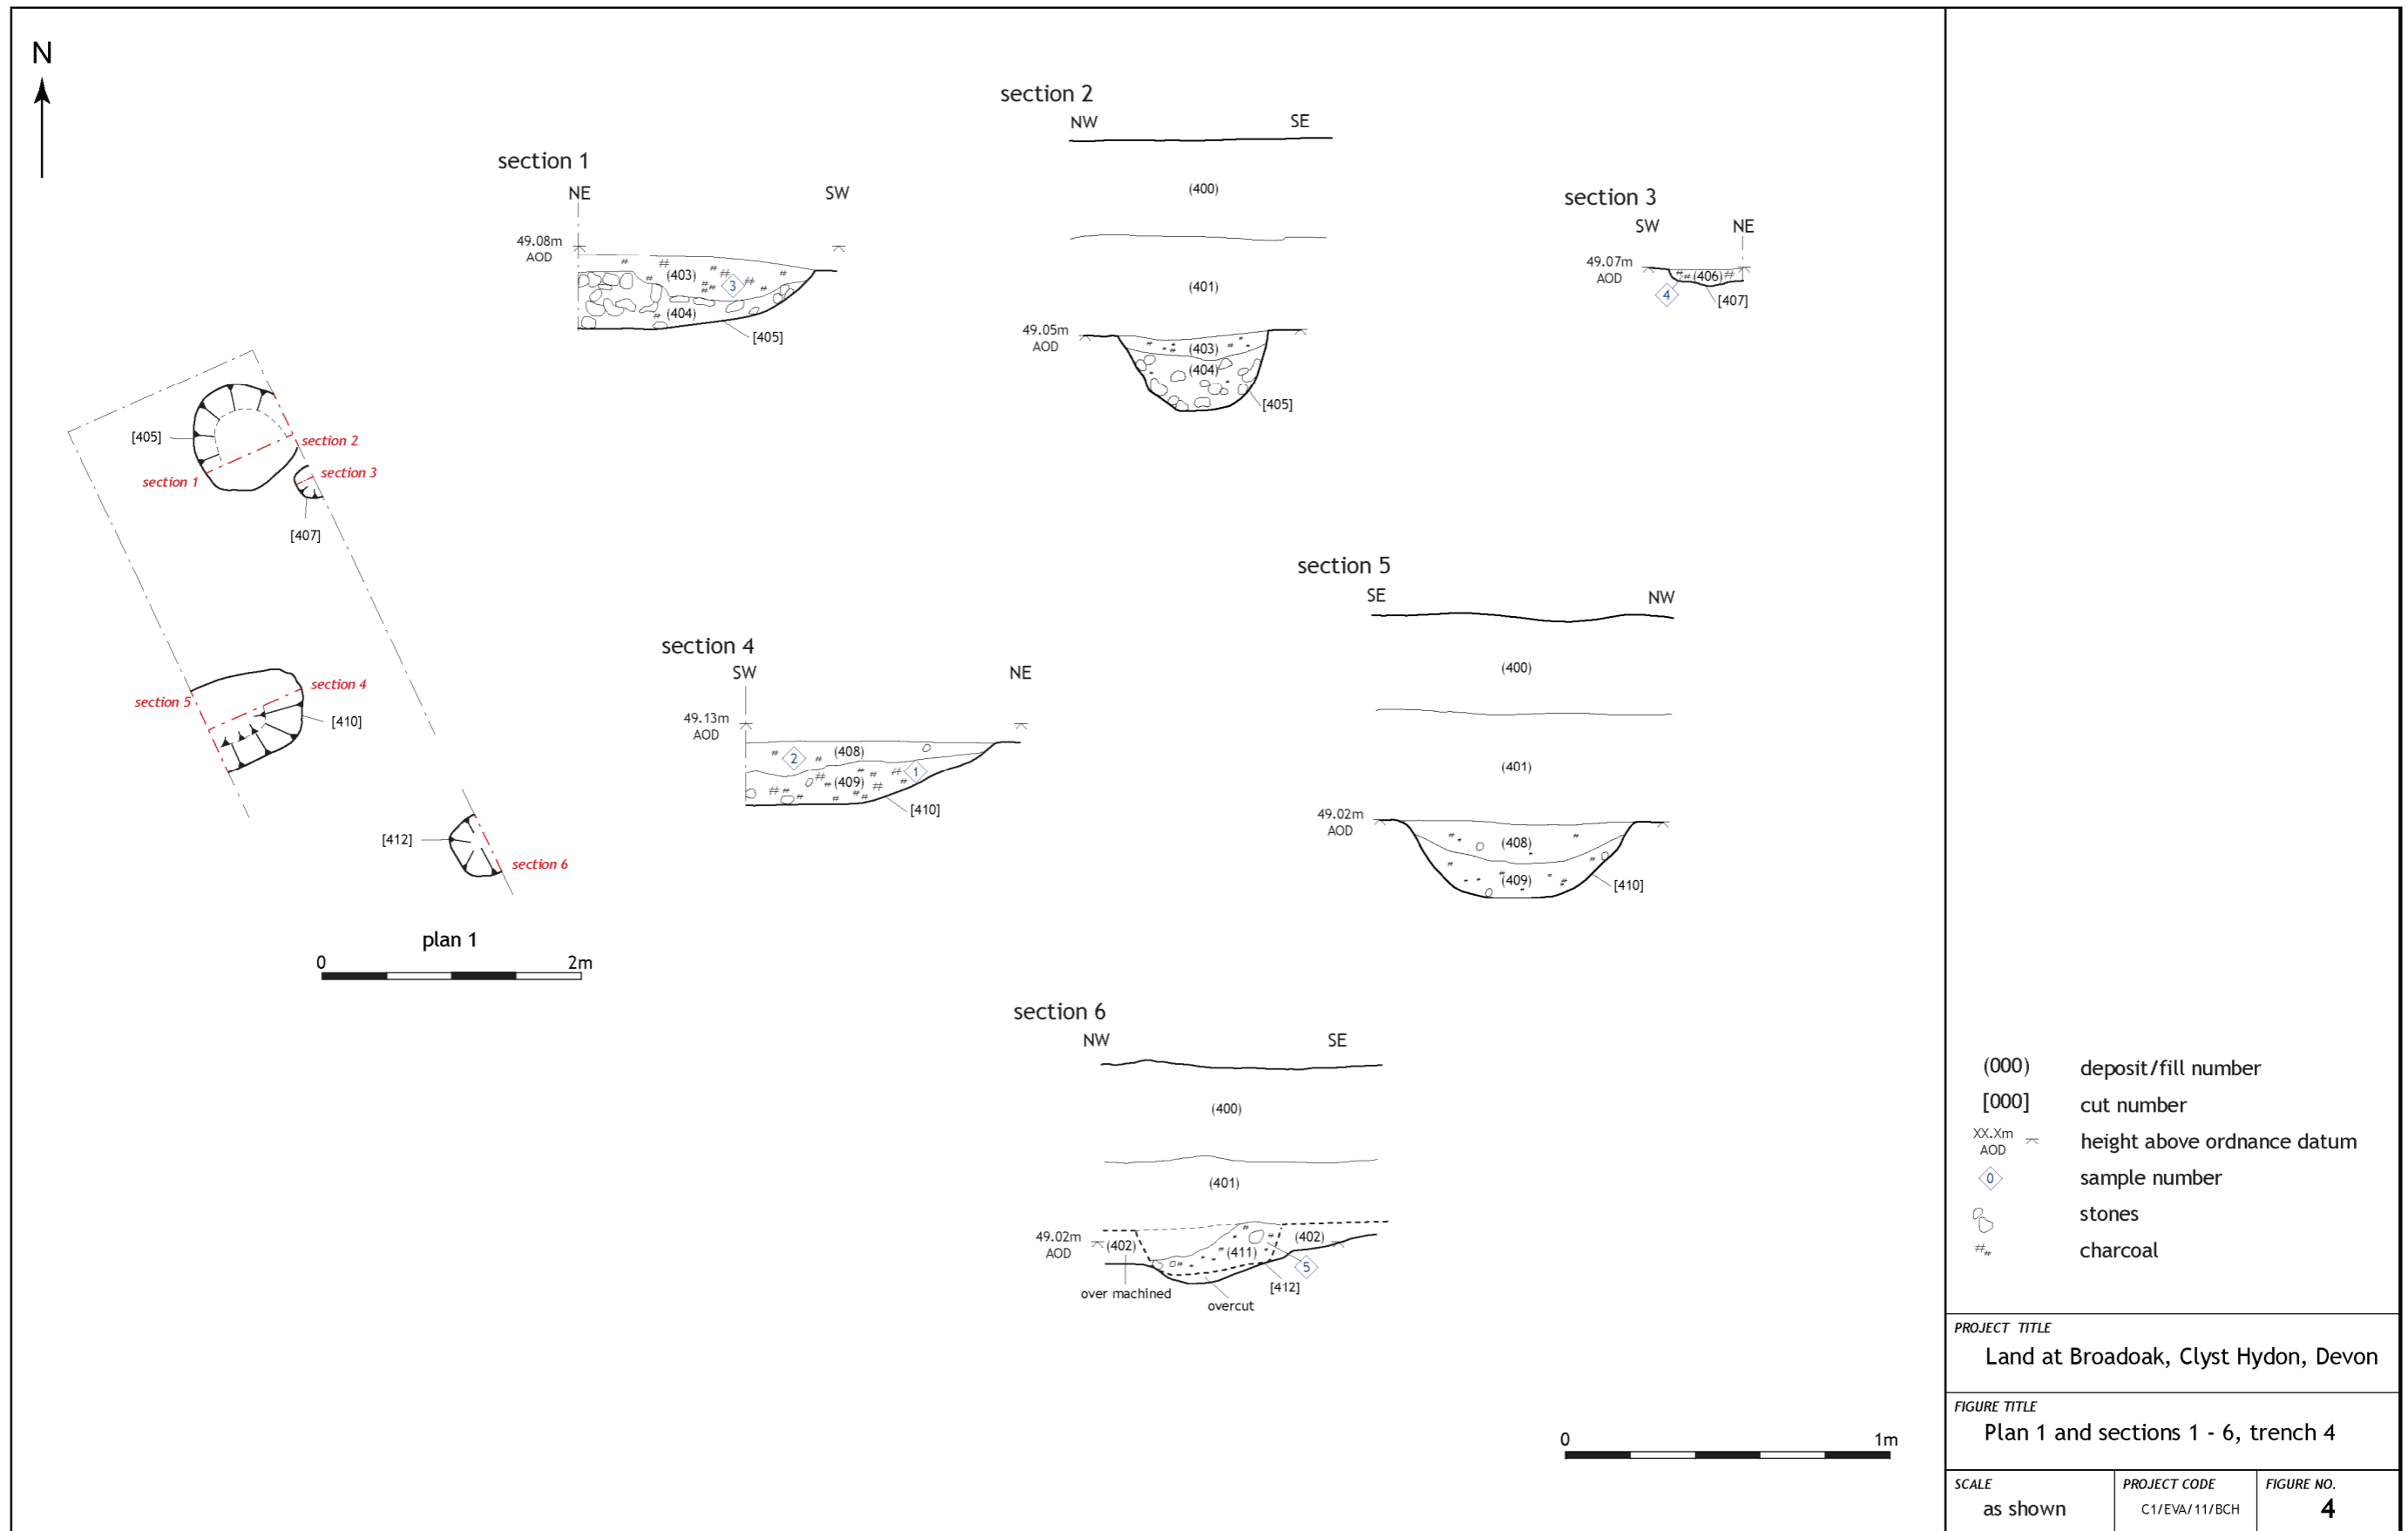 N
section 1
NE SW
49.08m
AOD
(403)
3
(404)
[405]
section 2
NW SE
(400)
(401)
49.05m
AOD
(403)
(404)
[405]
section 3
SW NE
49.07m
AOD
(406)
4
[407]
[405]
section 2
section 1
section 3
[407]
section 4
section 5
[410]
[412]
section 6
plan 1
0 2m
section 4
SW NE
49.13m
AOD
(408)
2
1
(409)
[410]
section 5
SE NW
(400)
(401)
49.02m
AOD
(408)
(409)
[410]
section 6
NW SE
(400)
(401)
49.02m
AOD
(402)
(411)
(402)
5
[412]
over machined
overcut
0 1m
(000) deposit/fill number
[000] cut number
XX.Xm
AOD
height above ordnance datum
0 sample number
stones
charcoal
PROJECT TITLE
Land at Broadoak, Clyst Hydon, Devon
FIGURE TITLE
Plan 1 and sections 1 - 6, trench 4
SCALE
as shown
PROJECT CODE
C1/EVA/11/BCH
FIGURE NO.
4